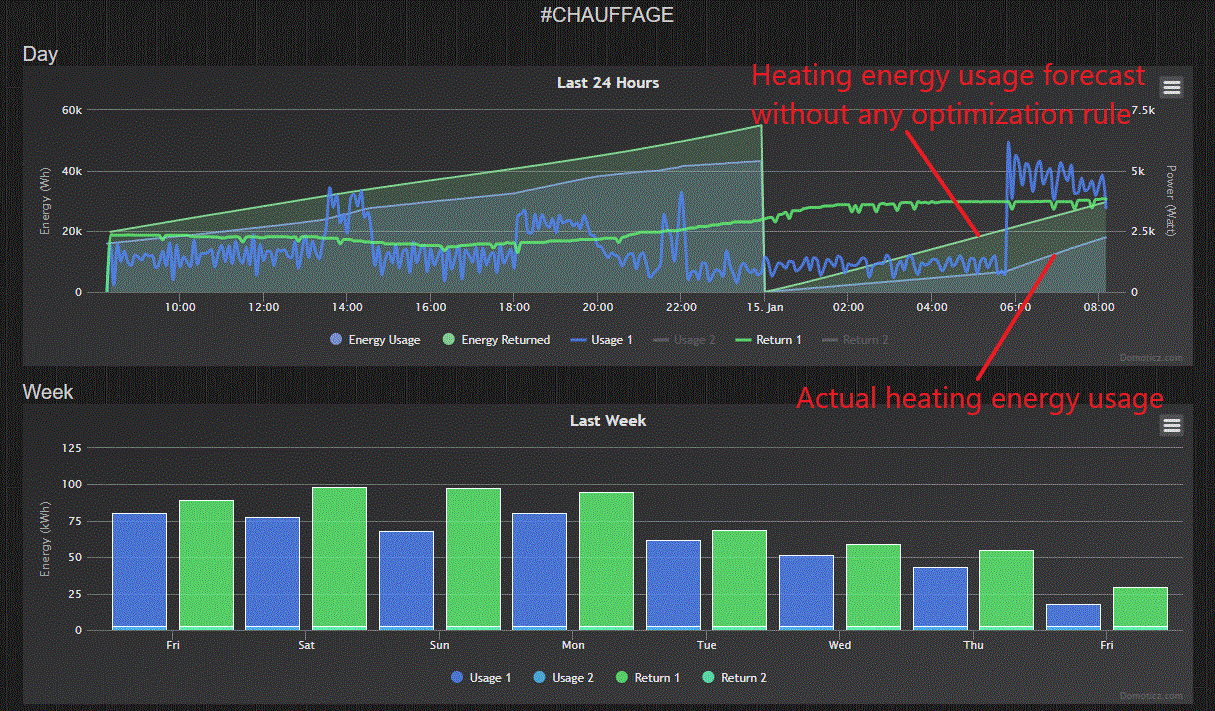 #CHAUFFAGE
Day
Last 24 Hours
Heating energy usage forecast
without any optimization rule
60k
40k
20k
0
Energy (Wh)
7.5k
5k
2.5k
0
Power (Watt)
10:00 12:00 14:00 16:00 18:00 20:00 22:00 15. Jan 02:00 04:00 06:00 08:00
Energy Usage Energy Returned Usage 1 Usage 2 Return 1 Return 2
Domoticz.com
Week
Actual heating energy usage
Last Week
125
100
75
50
25
0
Energy (kWh)
Fri Sat Sun Mon Tue Wed Thu Fri
Usage 1 Usage 2 Return 1 Return 2
Domoticz.com